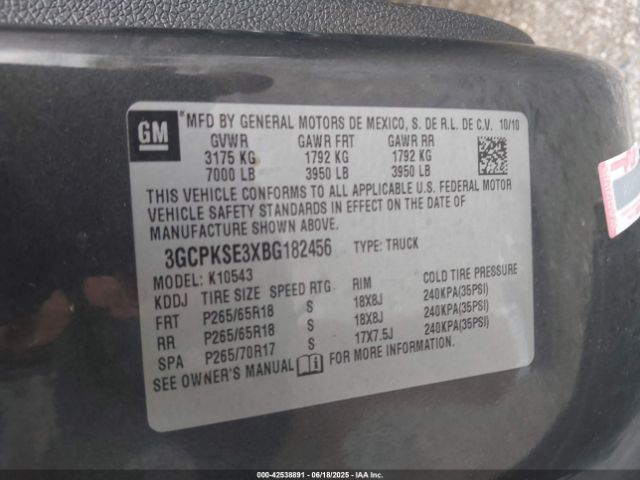 GM
*MFD BY GENERAL MOTORS DE MEXICO, S. DE R.L. DE C.V. 10/10
GVWR GAWR FRT GAWR RR
3175 KG 1792 KG 1792 KG
7000 LB 3950 LB 3950 LB
THIS VEHICLE CONFORMS TO ALL APPLICABLE U.S. FEDERAL MOTOR
VEHICLE SAFETY STANDARDS IN EFFECT ON THE DATE OF
MANUFACTURE SHOWN ABOVE.
3GCPKSE3XBG182456 TYPE: TRUCK
MODEL: K10543
KDDJ TIRE SIZE SPEED RTG RIM COLD TIRE PRESSURE
FRT P265/65R18 S 18X8J 240KPA(35PSI)
RR P265/65R18 S 18X8J 240KPA(35PSI)
SPA P265/70R17 S 17X7.5J 240KPA(35PSI)
SEE OWNER'S MANUAL FOR MORE INFORMATION.
000-42538891 - 06/18/2025 - IAAI.COM